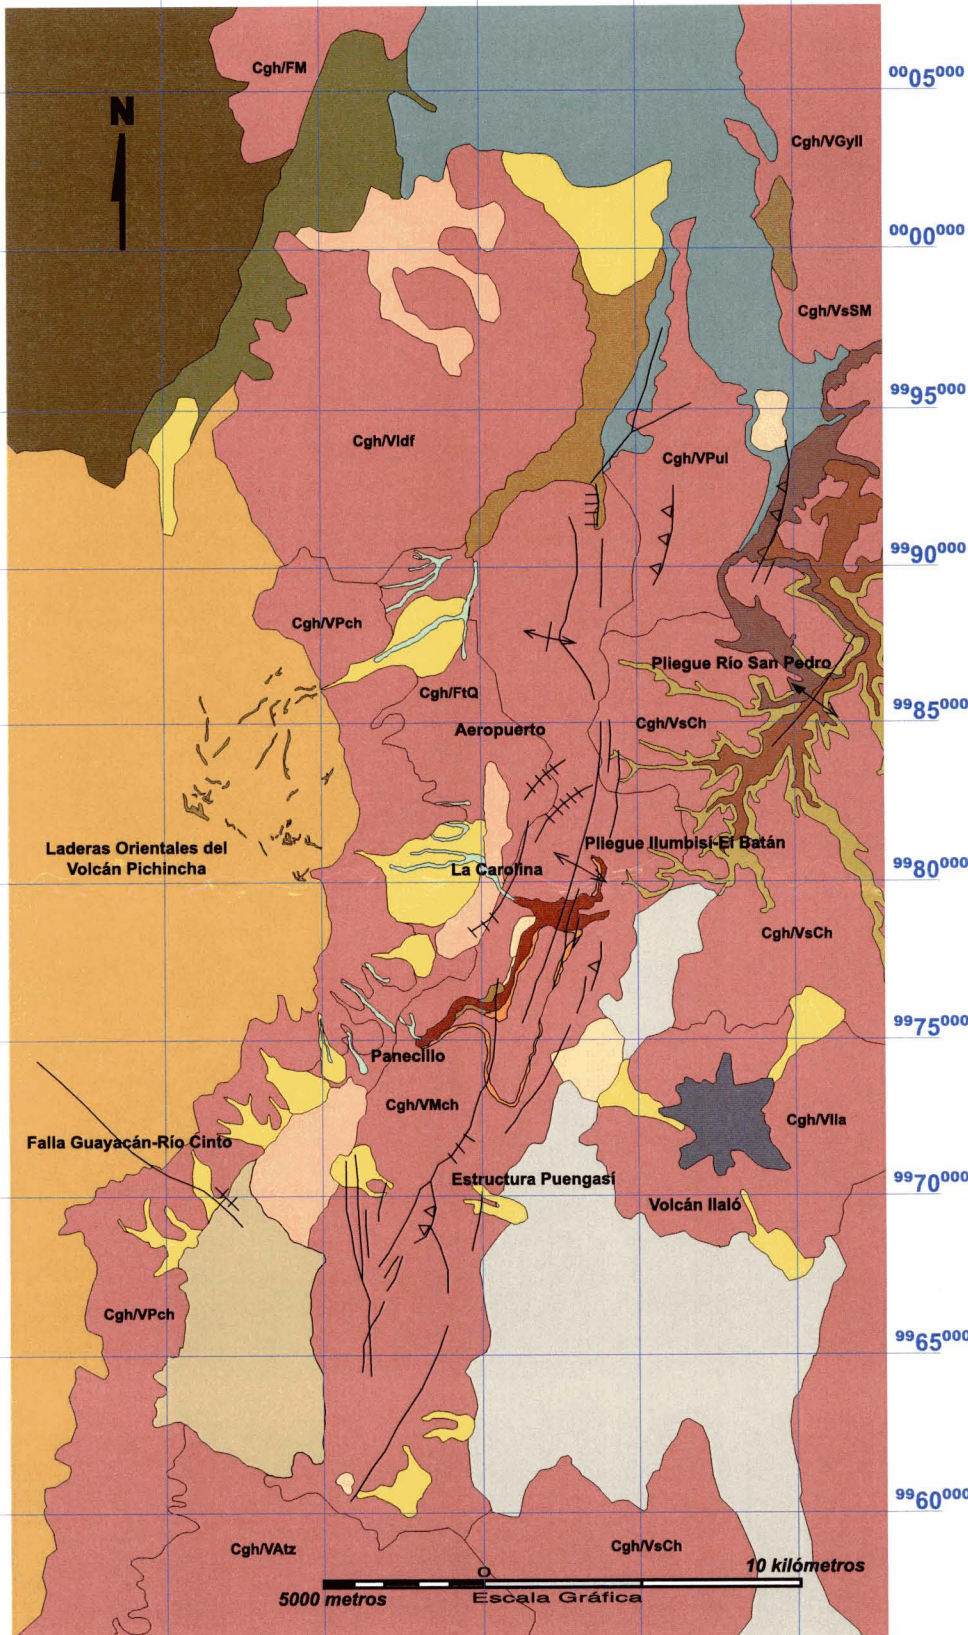 Cgh/FM
0005000
N
Cgh/VGyII
0000000
Cgh/VsSM
9995000
Cgh/Vldf
Cgh/VPul
9990000
Cgh/VPch
Pliegue Río San Pedro
Cgh/FtQ
9985000
Cgh/VsCh
Aeropuerto
Laderas Orientales del
Volcán Pichincha
Pliegue Ilumbisí-El Batán
La Carolina
9980000
Cgh/VsCh
9975000
Panecillo
Cgh/VMch
Cgh/VIla
Falla Guayacán-Río Cinto
Estructura Puengasí
9970000
Volcán Ilaló
Cgh/VPch
9965000
9960000
Cgh/VAtz
Cgh/VsCh
O
10 kilómetros
5000 metros
Escala Gráfica